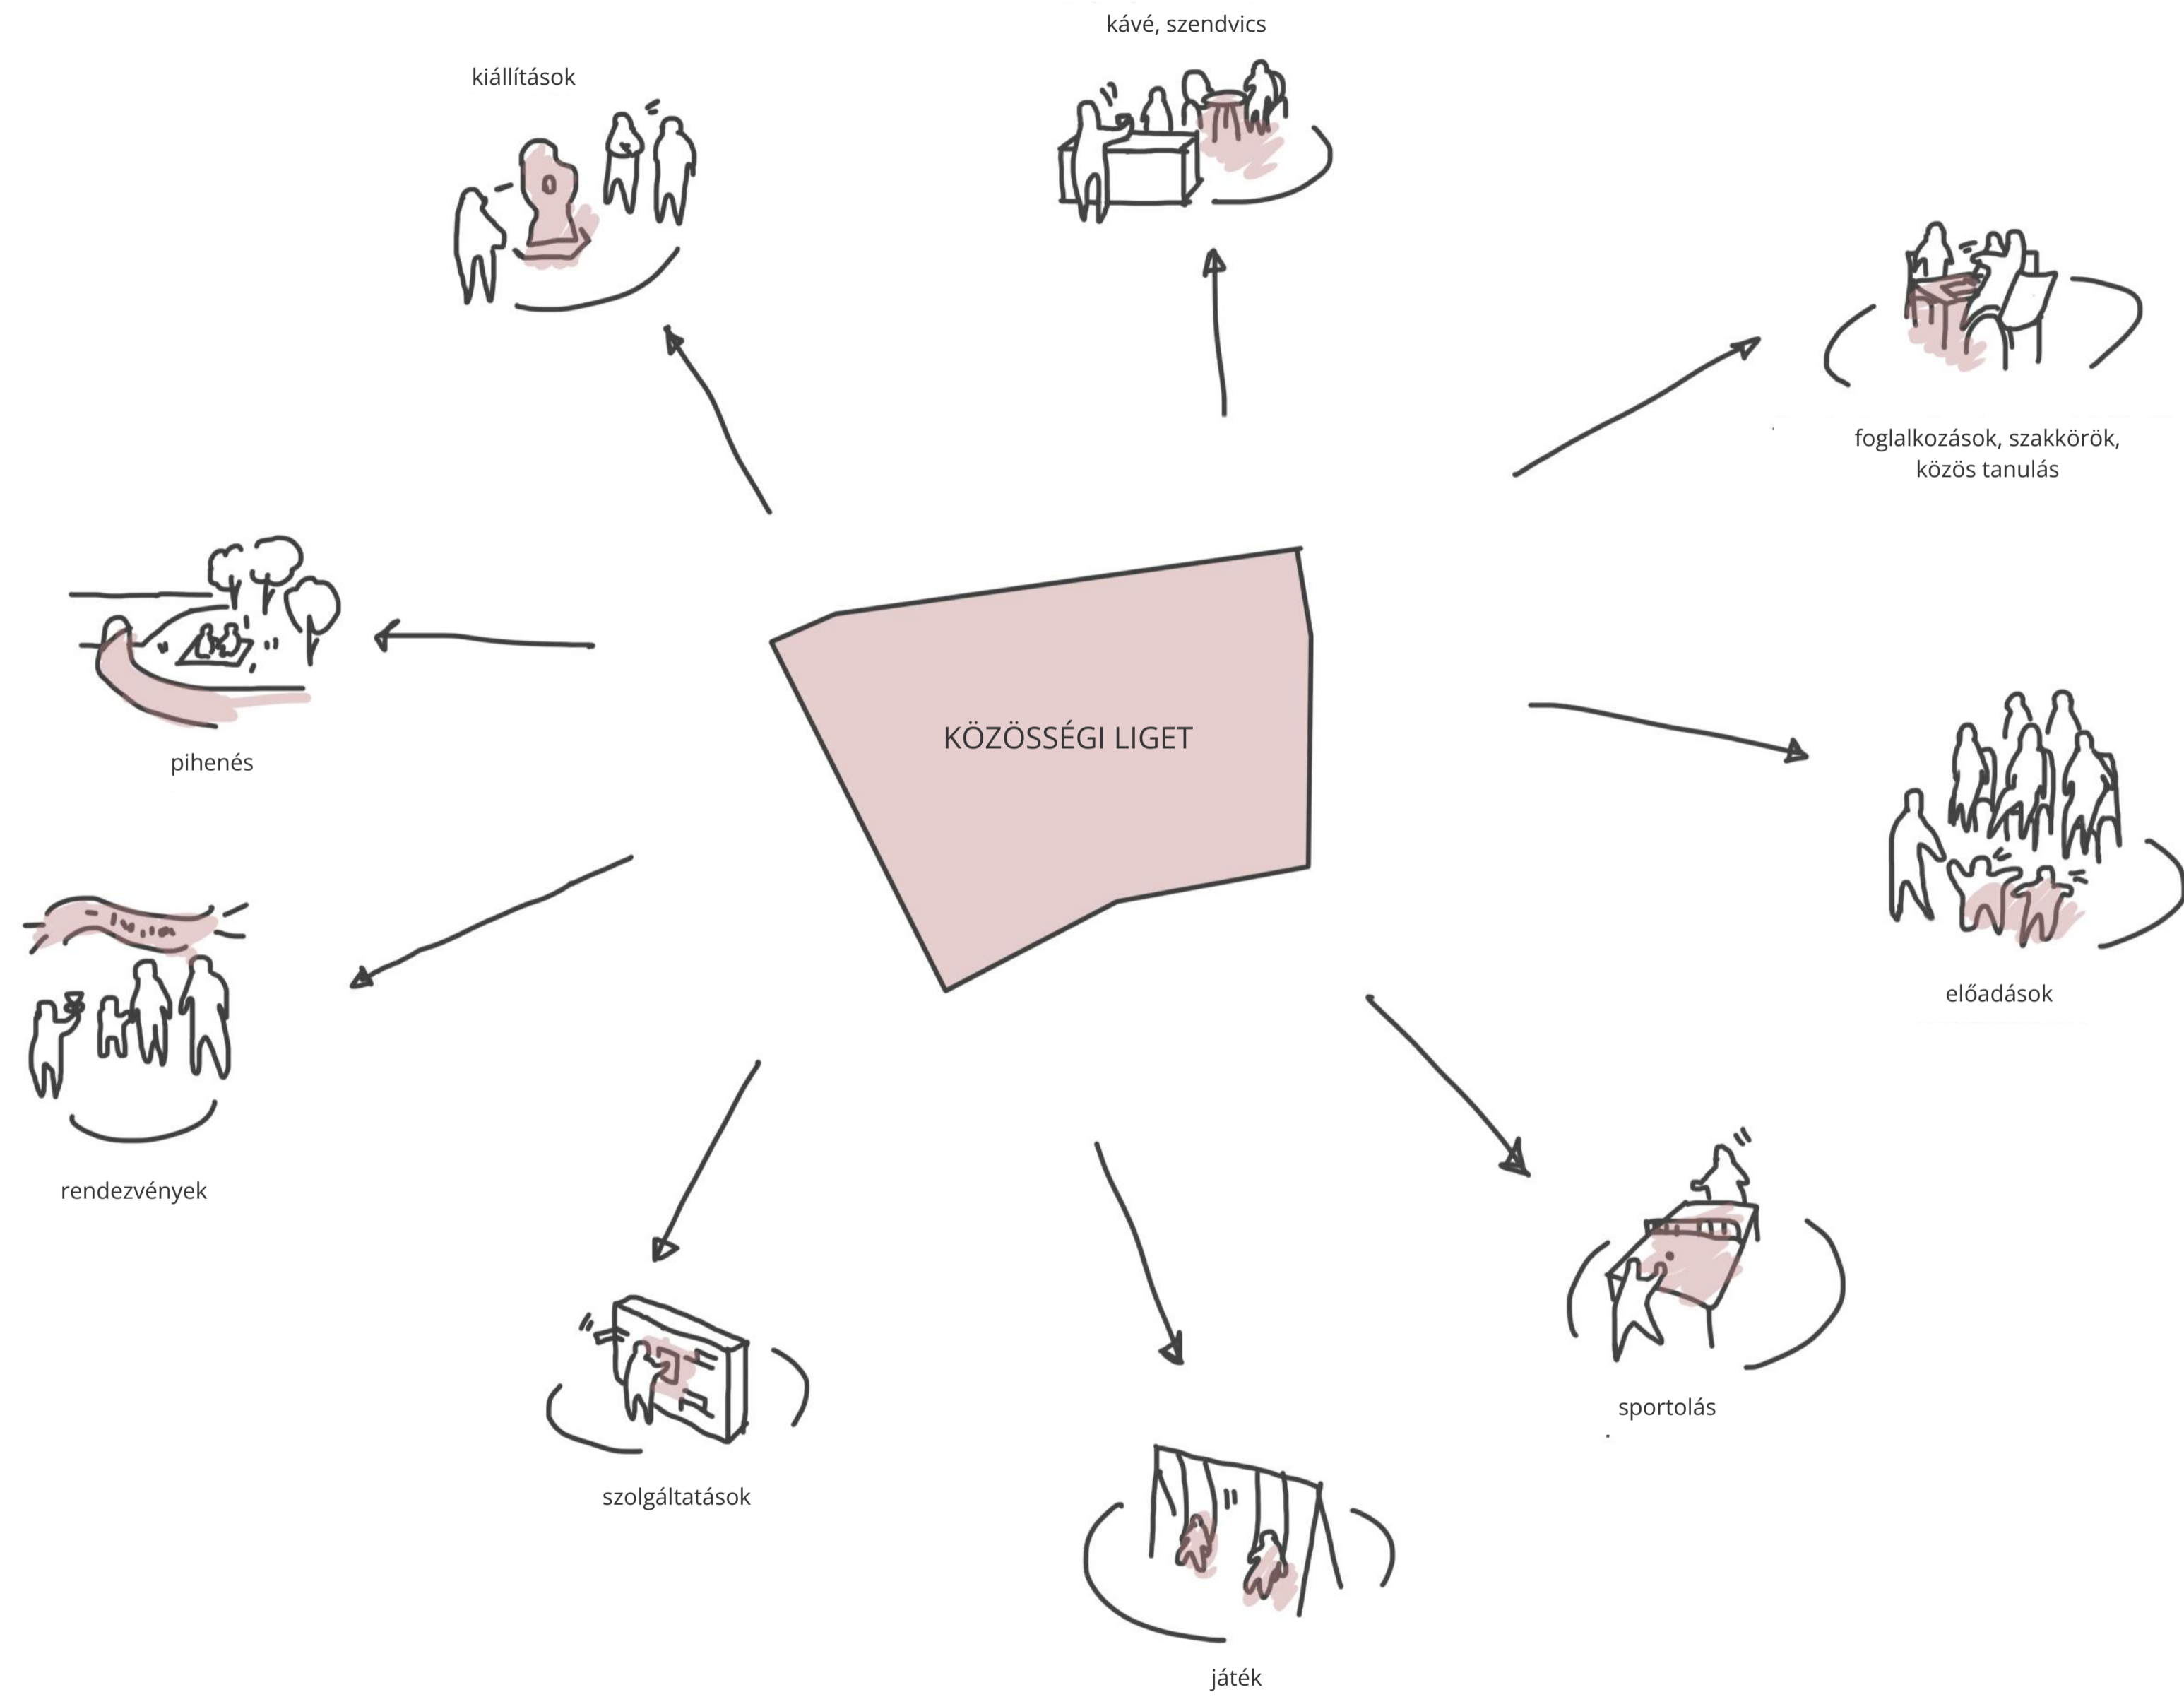 kávé, szendvics
kiállítások
foglalkozások, szakkörök,
közös tanulás
KÖZÖSSÉGI LIGET
pihenés
előadások
rendezvények
sportolás
szolgáltatások
játék